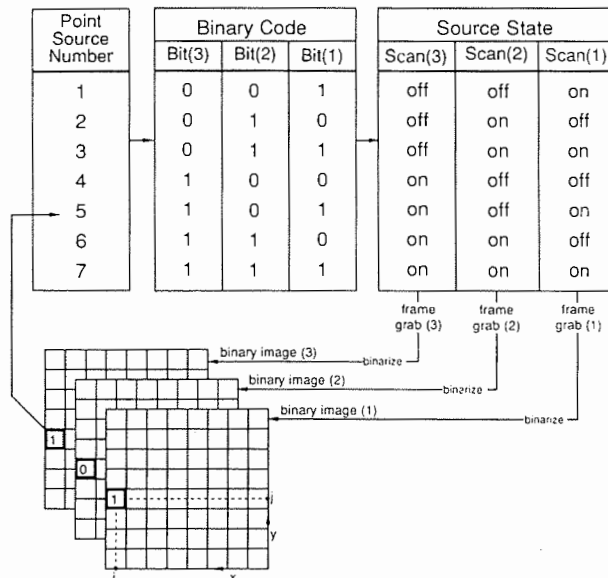 Point Source Number
Binary Code
Source State
Bit(3) Bit(2) Bit(1)
Scan(3) Scan(2) Scan(1)
1 0 0 1 off off on
2 0 1 0 off on off
3 0 1 1 off on on
4 1 0 0 on off off
5 1 0 1 on off on
6 1 1 0 on on off
7 1 1 1 on on on
frame grab (3)
frame grab (2)
frame grab (1)
binary image (3)
binarize
binary image (2)
binarize
binary image (1)
binarize
1
0
1
j
y
i
x